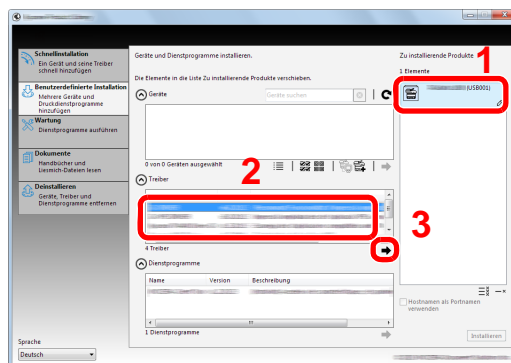 Schnellinstallation
Ein Gerät und seine Treiber
schnell hinzufügen
Benutzerdefinierte Installation
Mehrere Geräte und
Druckdienstprogramme
hinzufügen
Wartung
Dienstprogramme ausführen
Dokumente
Handbücher und
Liesmich-Dateien lesen
Deinstallieren
Geräte, Treiber und
Dienstprogramme entfernen
Sprache
Deutsch
Geräte und Dienstprogramme installieren.
Die Elemente in die Liste Zu installierende Produkte verschieben.
Geräte
Geräte suchen
0 von 0 Geräten ausgewählt
2
Treiber
3
4 Treiber
Dienstprogramme
Name Version Beschreibung
1 Dienstprogramme
Zu installierende Produkte
1
1 Elemente
(USB001)
Hostnamen als Portnamen
verwenden
Installieren